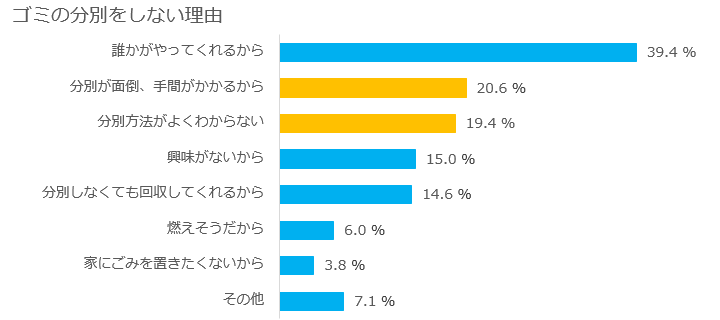 ゴミの分別をしない理由
誰かがやってくれるから 39.4 %
分別が面倒、手間がかかるから 20.6 %
分別方法がよくわからない 19.4 %
興味がないから 15.0 %
分別しなくても回収してくれるから 14.6 %
燃えそうだから 6.0 %
家にごみを置きたくないから 3.8 %
その他 7.1 %